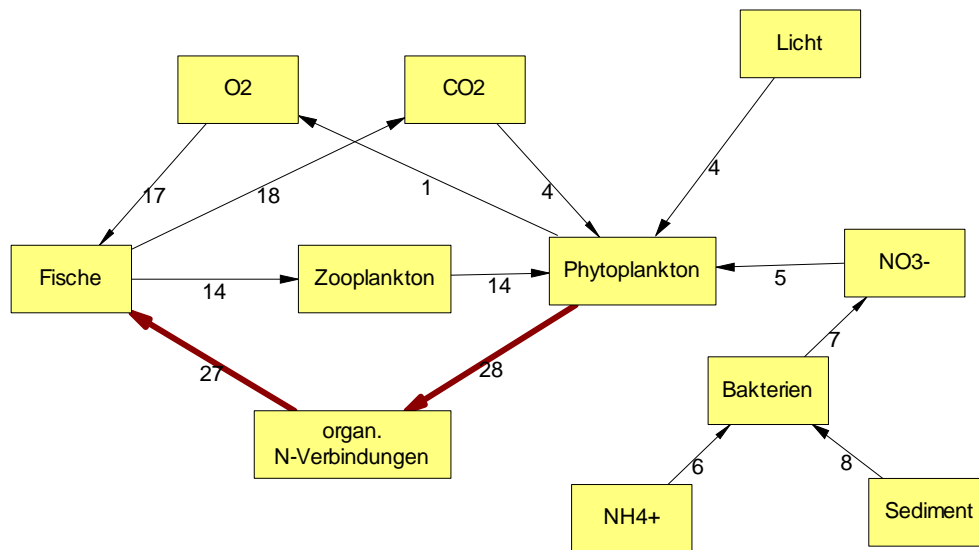 Licht
O2
CO2
17
18
1
4
4
Fische
14
Zooplankton
14
Phytoplankton
5
NO3-
7
27
28
Bakterien
organ.
N-Verbindungen
6
8
NH4+
Sediment